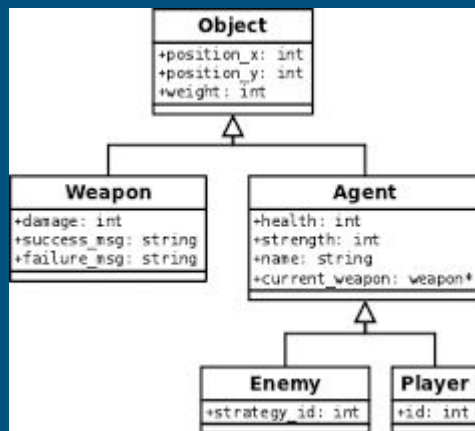 Object
+position_x: int
+position_y: int
+weight: int
Weapon
+damage: int
+success_msg: string
+failure_msg: string
Agent
+health: int
+strength: int
+name: string
+current_weapon: weapon*
Enemy
+strategy_id: int
Player
+id: int